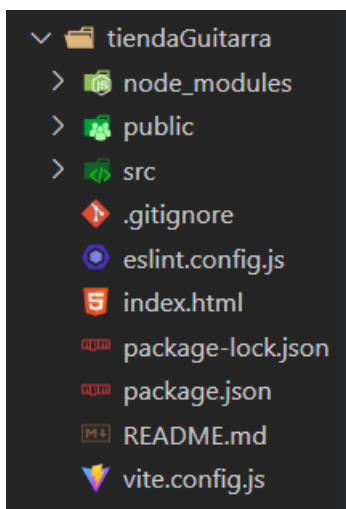 tiendaGuitarra
node_modules
public
src
.gitignore
eslint.config.js
index.html
package-lock.json
package.json
README.md
vite.config.js